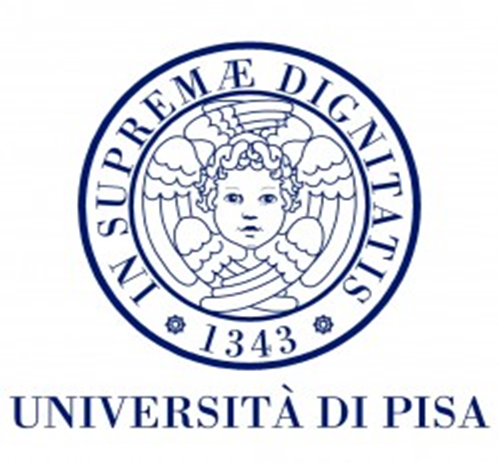 IN SUPREMÆ DIGNITATIS
1343
UNIVERSITÀ DI PISA